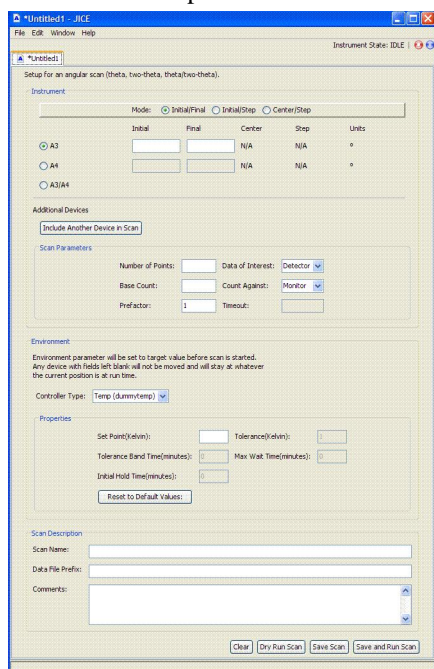 *Untitled1 - JICE
File Edit Window Help
Instrument State: IDLE
*Untitled1
Setup for an angular scan (theta, two-theta, theta/two-theta).
Instrument
Mode: Initial/Final Initial/Step Center/Step
Initial Final Center Step Units
A3 N/A N/A °
A4 N/A N/A °
A3/A4
Additional Devices
Include Another Device in Scan
Scan Parameters
Number of Points: Data of Interest: Detector
Base Count: Count Against: Monitor
Prefactor: 1 Timeout:
Environment
Environment parameter will be set to target value before scan is started.
Any device with fields left blank will not be moved and will stay at whatever
the current position is at run time.
Controller Type: Temp (dummytemp)
Properties
Set Point(Kelvin): Tolerance(Kelvin): 1
Tolerance Band Time(minutes): 0 Max Wait Time(minutes): 0
Initial Hold Time(minutes): 0
Reset to Default Values:
Scan Description
Scan Name:
Data File Prefix:
Comments:
Clear Dry Run Scan Save Scan Save and Run Scan